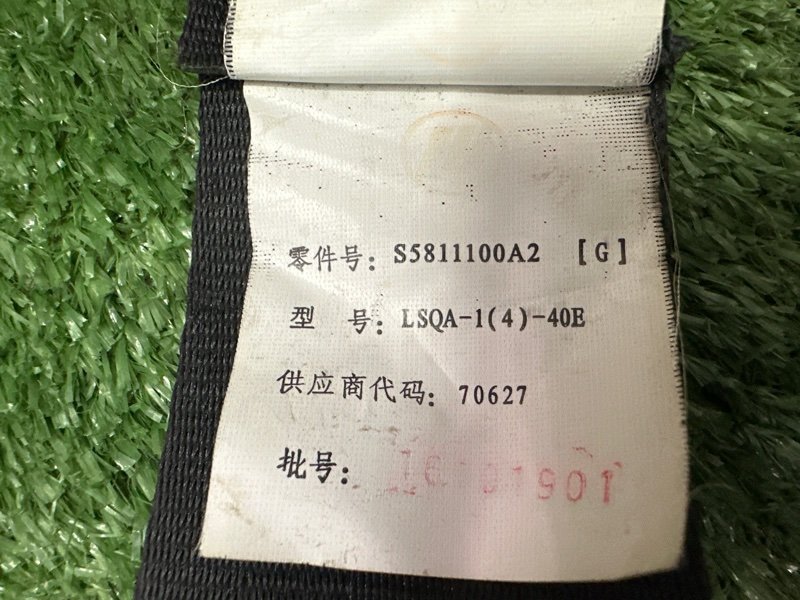 零件号: S5811100A2 [G]
型 号: LSQA-1(4)-40E
供应商代码: 70627
批号: